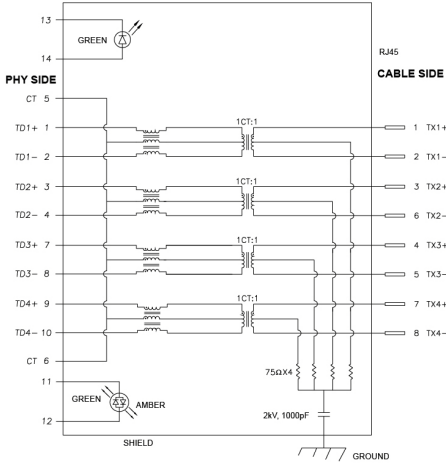 13
GREEN
14
RJ45
PHY SIDE
CABLE SIDE
CT 5
1CT:1
TD1+ 1
1 TX1+
TD1- 2
2 TX1-
1CT:1
TD2+ 3
3 TX2+
TD2- 4
6 TX2-
1CT:1
TD3+ 7
4 TX3+
TD3- 8
5 TX3-
1CT:1
TD4+ 9
7 TX4+
TD4- 10
8 TX4-
CT 6
75ΩX4
11
GREEN
AMBER
12
2kV, 1000pF
SHIELD
GROUND